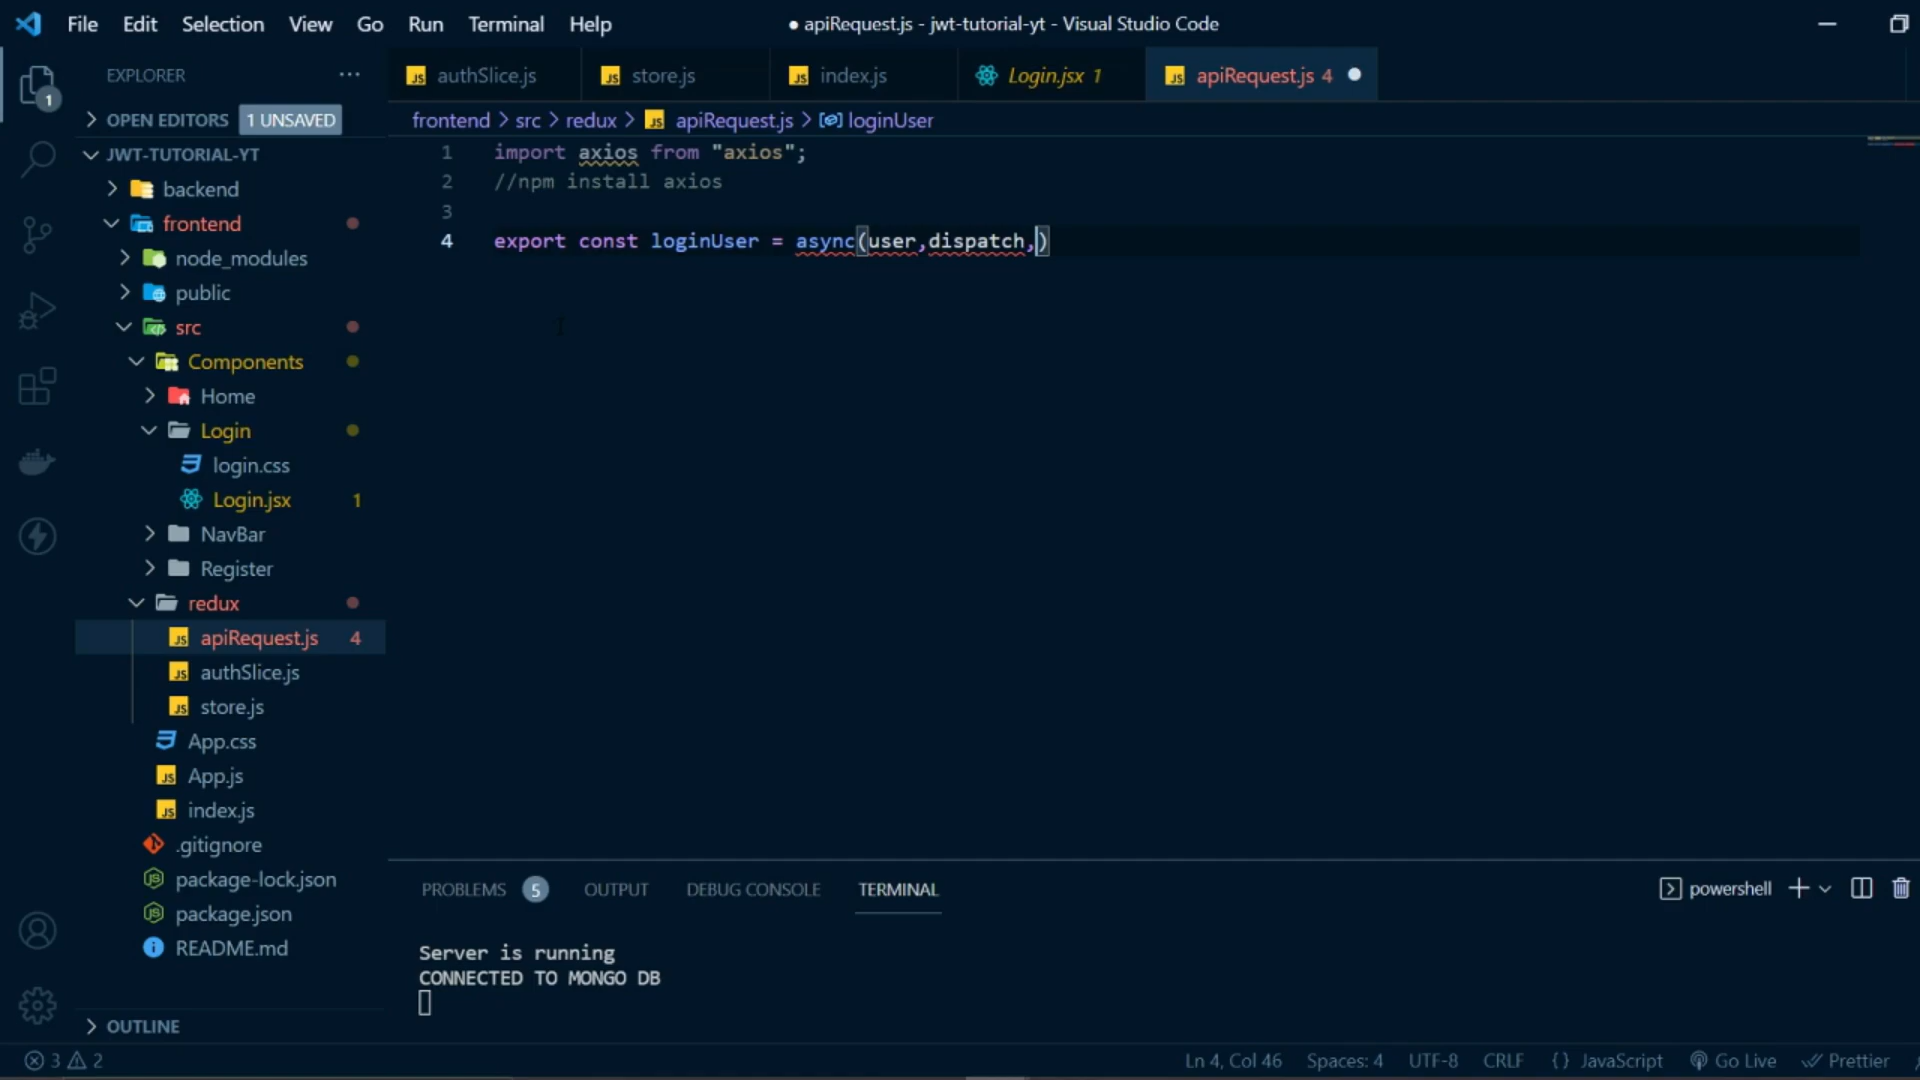 File Edit Selection View Go Run Terminal Help
● apiRequest.js - jwt-tutorial-yt - Visual Studio Code
EXPLORER ···
authSlice.js store.js index.js Login.jsx 1 apiRequest.js 4
OPEN EDITORS 1 UNSAVED
frontend > src > redux > apiRequest.js > loginUser
JWT-TUTORIAL-YT
backend
frontend
node_modules
public
src
Components
Home
Login
login.css
Login.jsx 1
NavBar
Register
redux
apiRequest.js 4
authSlice.js
store.js
App.css
App.js
index.js
.gitignore
package-lock.json
package.json
README.md
OUTLINE
1 import axios from "axios";
2 //npm install axios
3
4 export const loginUser = async(user,dispatch,)
PROBLEMS 5 OUTPUT DEBUG CONSOLE TERMINAL
powershell
Server is running
CONNECTED TO MONGO DB
3 2
Ln 4, Col 46 Spaces: 4 UTF-8 CRLF {} JavaScript Go Live Prettier